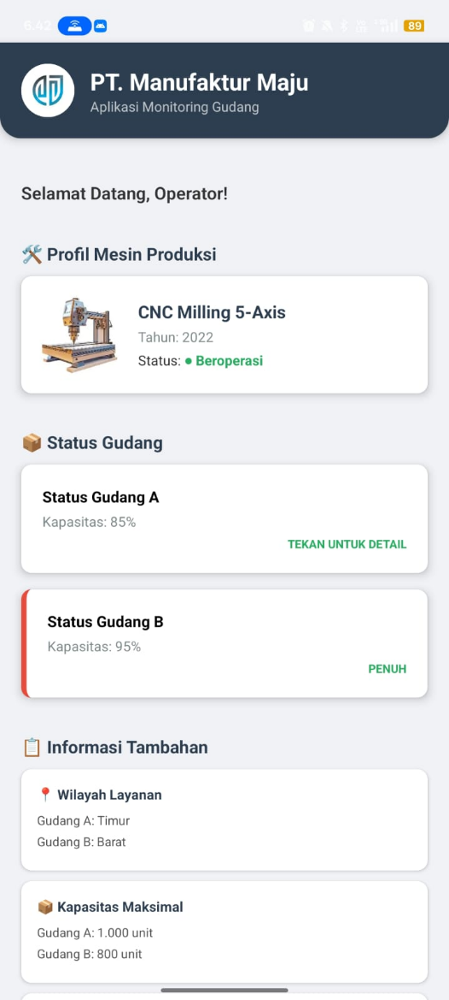 6.42
89
PT. Manufaktur Maju
Aplikasi Monitoring Gudang
Selamat Datang, Operator!
🛠️ Profil Mesin Produksi
CNC Milling 5-Axis
Tahun: 2022
Status: ● Beroperasi
📦 Status Gudang
Status Gudang A
Kapasitas: 85%
TEKAN UNTUK DETAIL
Status Gudang B
Kapasitas: 95%
PENUH
📋 Informasi Tambahan
📍 Wilayah Layanan
Gudang A: Timur
Gudang B: Barat
📦 Kapasitas Maksimal
Gudang A: 1.000 unit
Gudang B: 800 unit